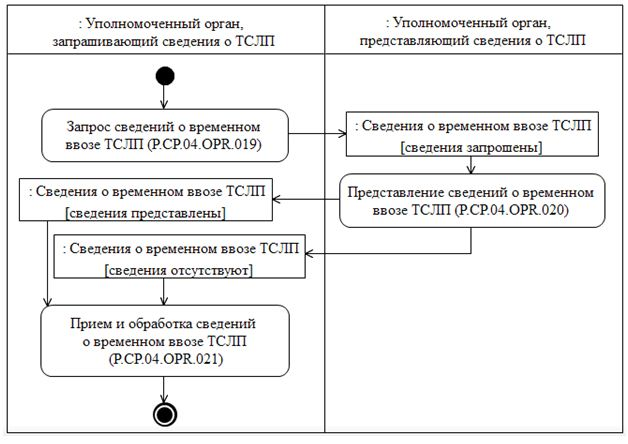 : Уполномоченный орган,
запрашивающий сведения о ТСЛП
: Уполномоченный орган,
представляющий сведения о ТСЛП
Запрос сведений о временном
ввозе ТСЛП (P.CP.04.OPR.019)
: Сведения о временном ввозе ТСЛП
[сведения запрошены]
: Сведения о временном ввозе ТСЛП
[сведения представлены]
Представление сведений о временном
ввозе ТСЛП (P.CP.04.OPR.020)
: Сведения о временном ввозе ТСЛП
[сведения отсутствуют]
Прием и обработка сведений
о временном ввозе ТСЛП
(P.CP.04.OPR.021)